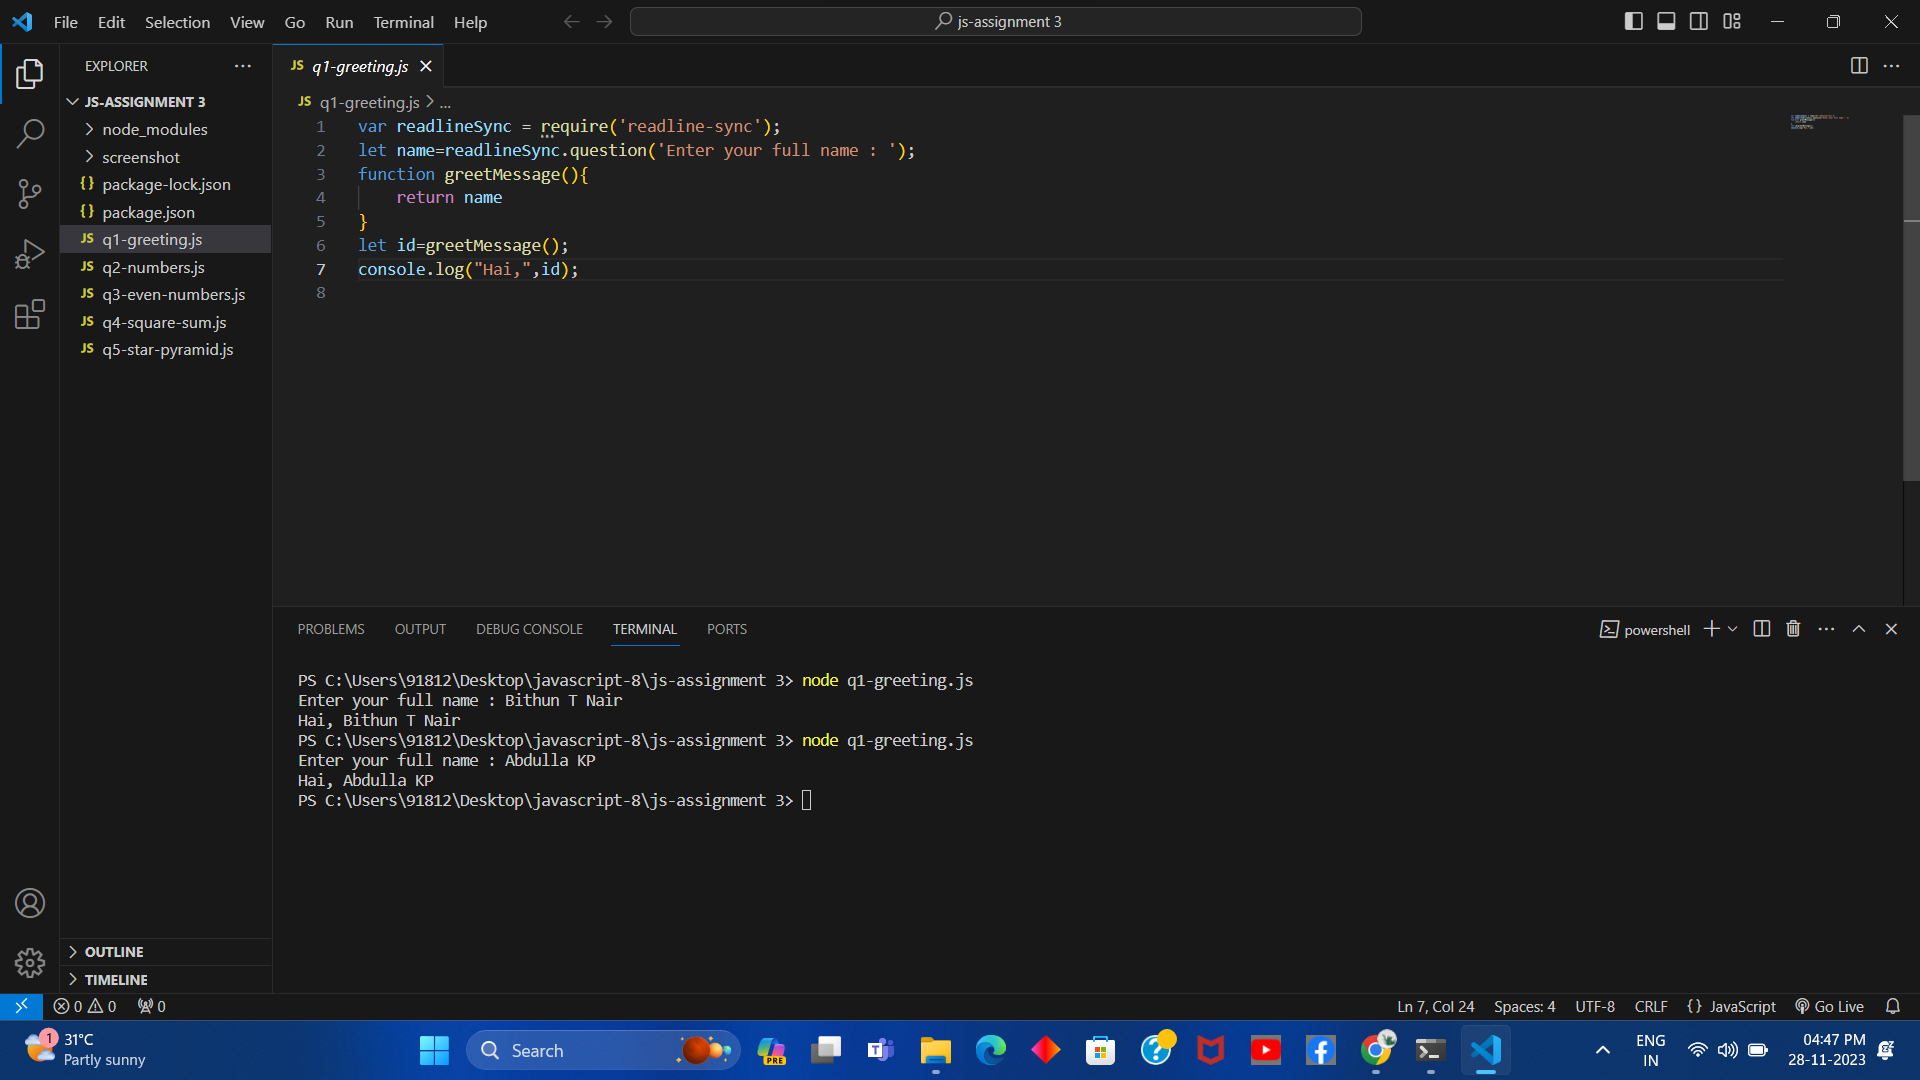 File Edit Selection View Go Run Terminal Help
js-assignment 3
EXPLORER
JS-ASSIGNMENT 3
node_modules
screenshot
{} package-lock.json
{} package.json
JS q1-greeting.js
JS q2-numbers.js
JS q3-even-numbers.js
JS q4-square-sum.js
JS q5-star-pyramid.js
OUTLINE
TIMELINE
JS q1-greeting.js
JS q1-greeting.js > ...
1 var readlineSync = require('readline-sync');
2 let name=readlineSync.question('Enter your full name : ');
3 function greetMessage(){
4 return name
5 }
6 let id=greetMessage();
7 console.log("Hai,",id);
8
PROBLEMS OUTPUT DEBUG CONSOLE TERMINAL PORTS
powershell
PS C:\Users\91812\Desktop\javascript-8\js-assignment 3> node q1-greeting.js
Enter your full name : Bithun T Nair
Hai, Bithun T Nair
PS C:\Users\91812\Desktop\javascript-8\js-assignment 3> node q1-greeting.js
Enter your full name : Abdulla KP
Hai, Abdulla KP
PS C:\Users\91812\Desktop\javascript-8\js-assignment 3>
0 0 0
Ln 7, Col 24 Spaces: 4 UTF-8 CRLF {} JavaScript Go Live
1
31°C
Partly sunny
Search
PRE
ENG
IN
04:47 PM
28-11-2023